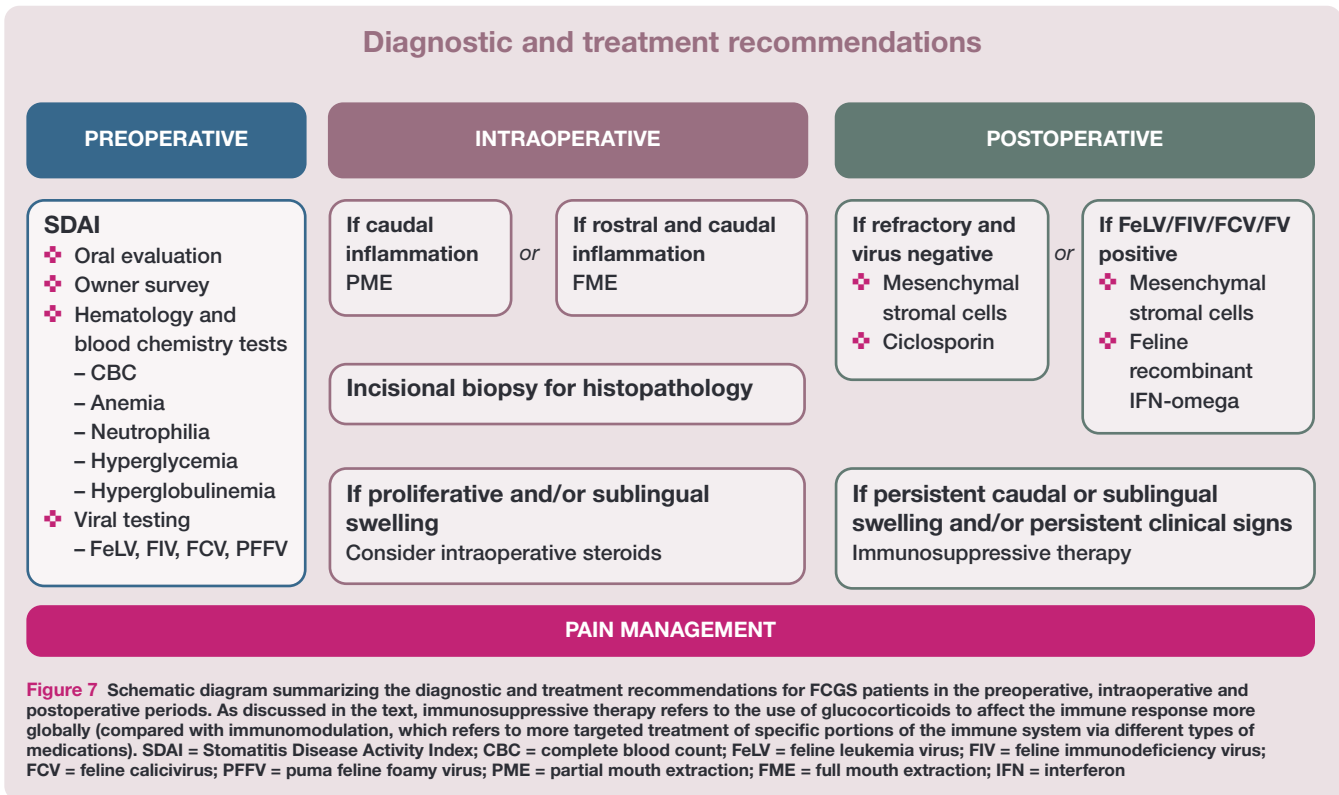 Diagnostic and treatment recommendations
PREOPERATIVE
SDAI
Oral evaluation
Owner survey
Hematology and
blood chemistry tests
– CBC
– Anemia
– Neutrophilia
– Hyperglycemia
– Hyperglobulinemia
Viral testing
– FeLV, FIV, FCV, PFFV
INTRAOPERATIVE
If caudal
inflammation
PME
or
If rostral and caudal
inflammation
FME
Incisional biopsy for histopathology
If proliferative and/or sublingual
swelling
Consider intraoperative steroids
POSTOPERATIVE
If refractory and
virus negative
Mesenchymal
stromal cells
Ciclosporin
or
If FeLV/FIV/FCV/FV
positive
Mesenchymal
stromal cells
Feline
recombinant
IFN-omega
If persistent caudal or sublingual
swelling and/or persistent clinical signs
Immunosuppressive therapy
PAIN MANAGEMENT
Figure 7 Schematic diagram summarizing the diagnostic and treatment recommendations for FCGS patients in the preoperative, intraoperative and
postoperative periods. As discussed in the text, immunosuppressive therapy refers to the use of glucocorticoids to affect the immune response more
globally (compared with immunomodulation, which refers to more targeted treatment of specific portions of the immune system via different types of
medications). SDAI = Stomatitis Disease Activity Index; CBC = complete blood count; FeLV = feline leukemia virus; FIV = feline immunodeficiency virus;
FCV = feline calicivirus; PFFV = puma feline foamy virus; PME = partial mouth extraction; FME = full mouth extraction; IFN = interferon